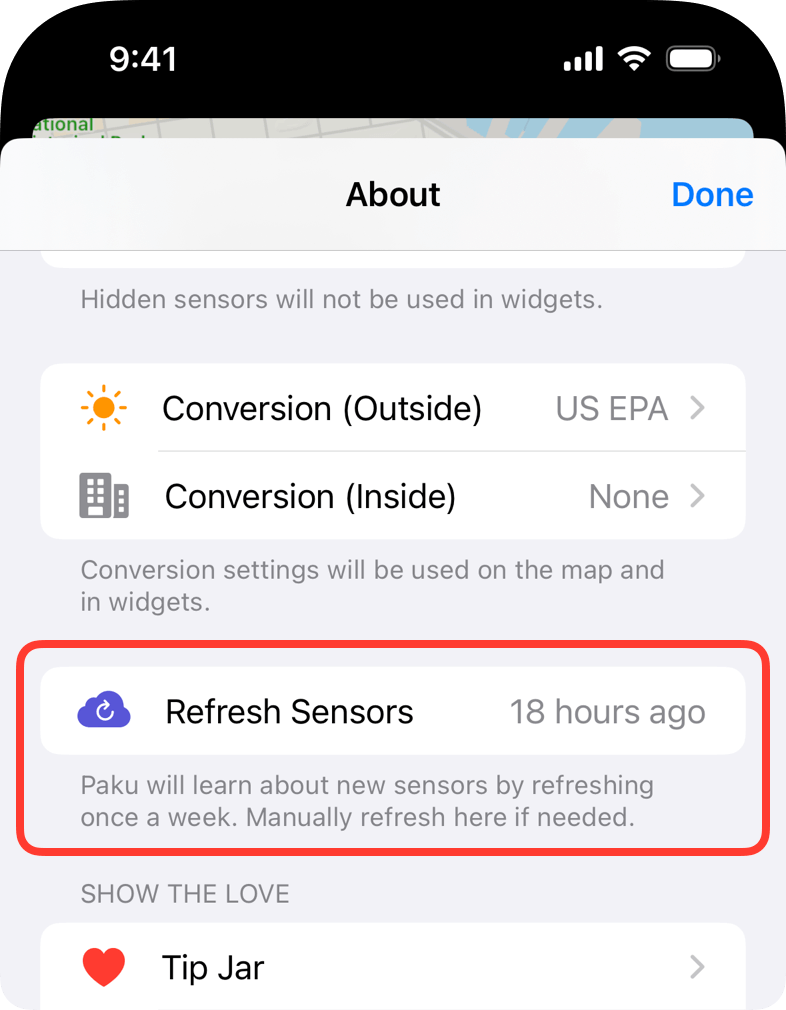 9:41
About
Done
Hidden sensors will not be used in widgets.
Conversion (Outside)
US EPA
Conversion (Inside)
None
Conversion settings will be used on the map and
in widgets.
Refresh Sensors
18 hours ago
Paku will learn about new sensors by refreshing
once a week. Manually refresh here if needed.
SHOW THE LOVE
Tip Jar